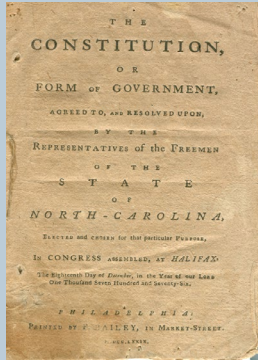 THE
CONSTITUTION,
OR
FORM OF GOVERNMENT,
AGREED TO, AND RESOLVED UPON,
BY THE
REPRESENTATIVES of the FREEMEN
OF THE
STATE
OF
NORTH-CAROLINA,
ELECTED and CHOSEN for that particular PURPOSE,
In CONGRESS ASSEMBLED, AT HALIFAX,
The Eighteenth Day of December, in the Year of our LORD
One Thousand Seven Hundred and Seventy-six.
PHILADELPHIA:
PRINTED BY F. BAILEY, IN MARKET-STREET.